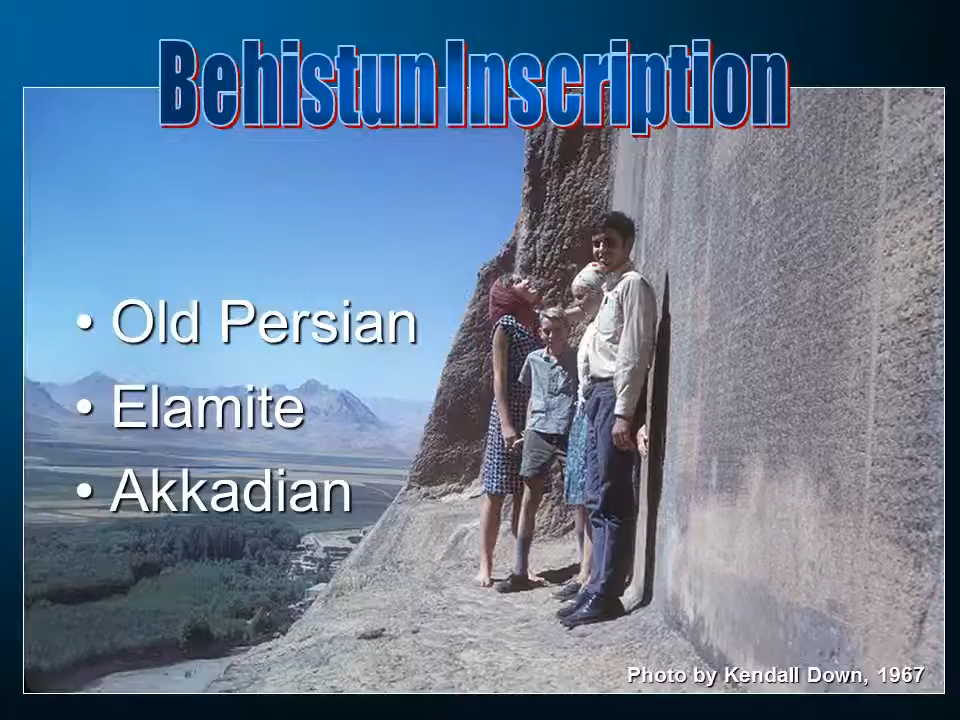 Behistun Inscription
• Old Persian
• Elamite
• Akkadian
Photo by Kendall Down, 1967